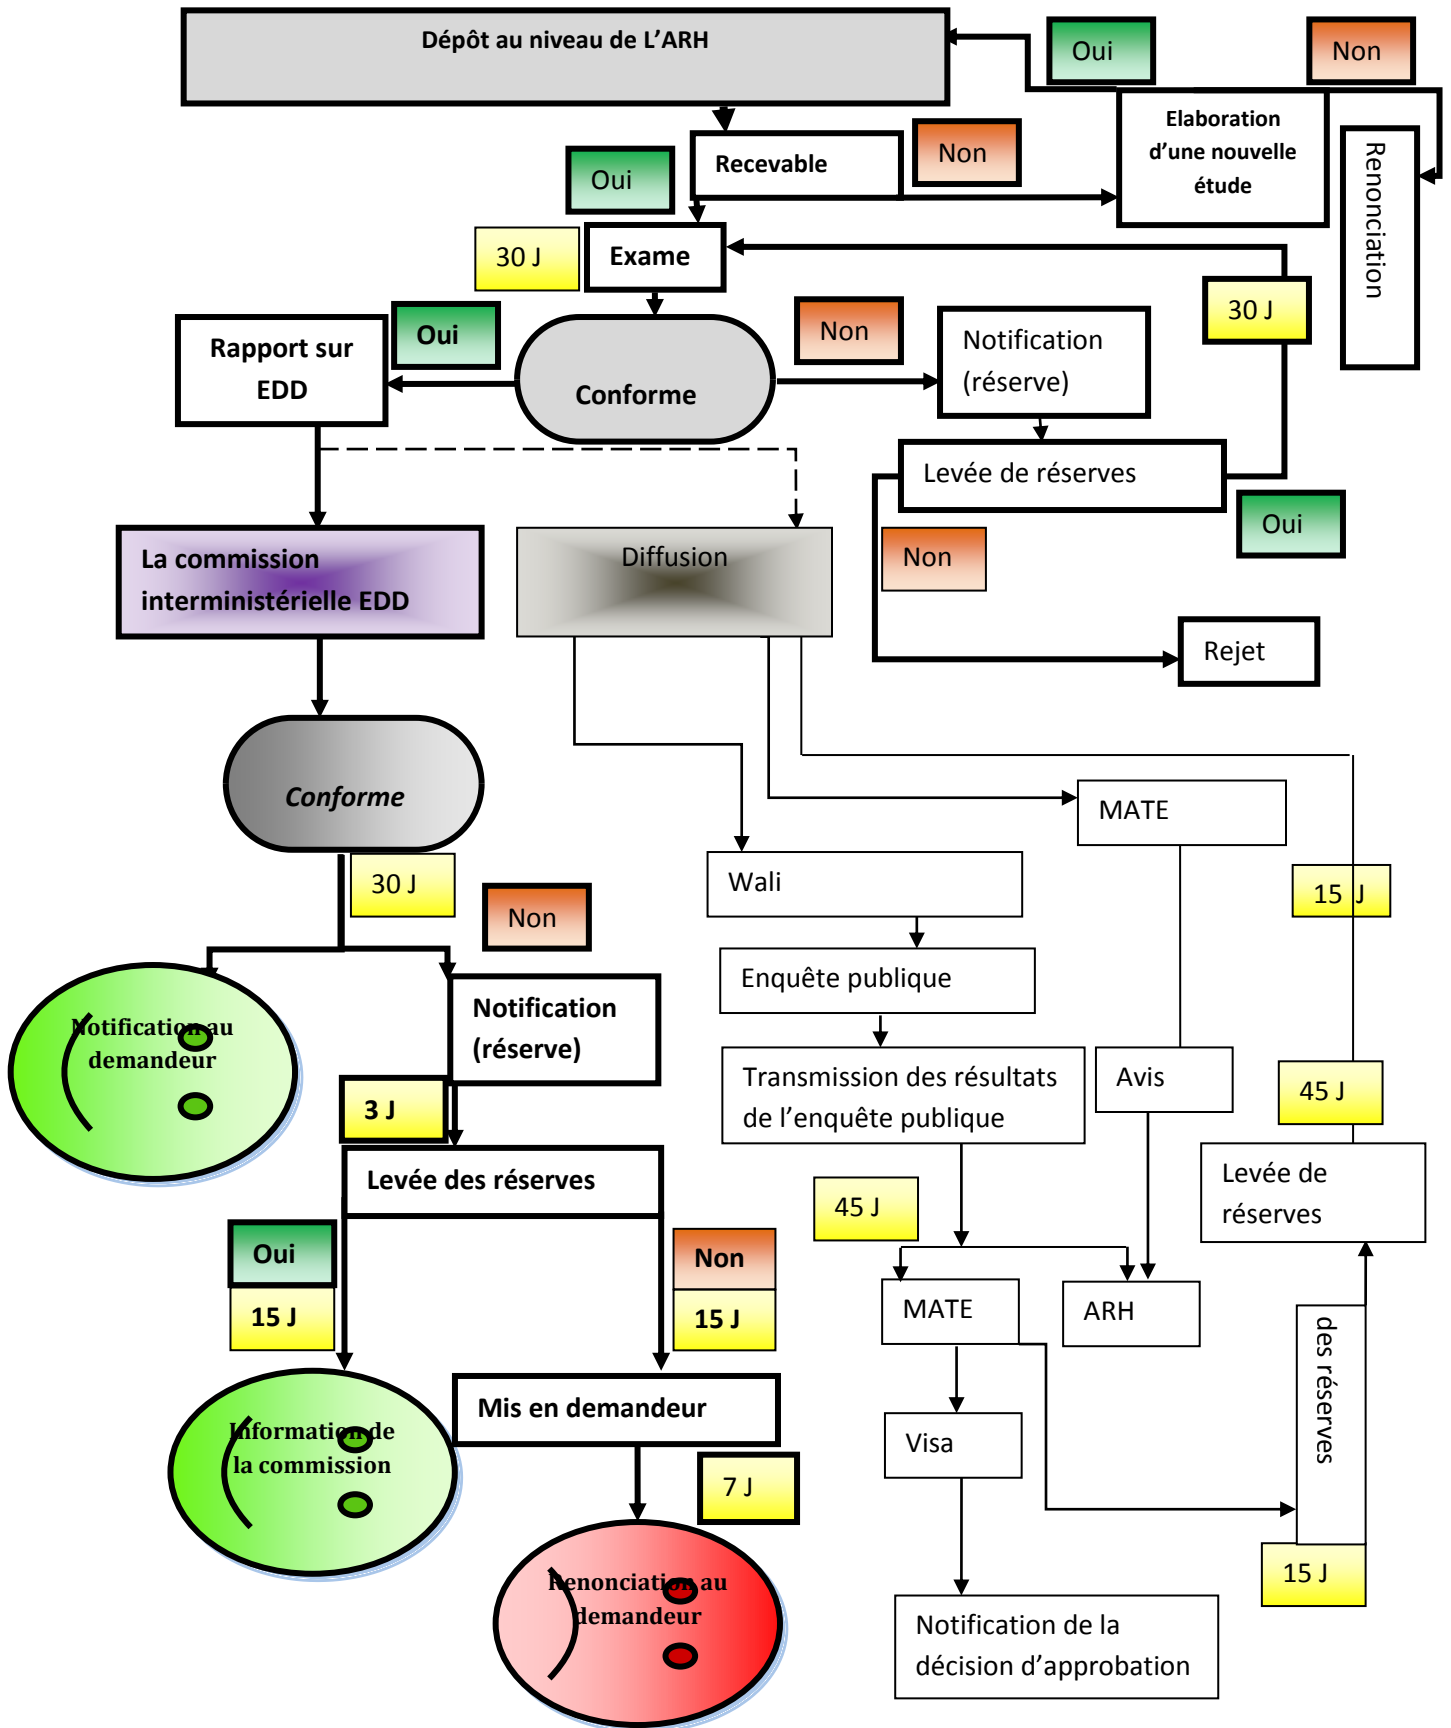 Dépôt au niveau de L'ARH
Oui
Non
Elaboration
d'une nouvelle
étude
Renonciation
Recevable
Non
Oui
30 J
Exame
30 J
Rapport sur
EDD
Oui
Conforme
Non
Notification
(réserve)
Levée de réserves
Oui
Non
Rejet
La commission
interministérielle EDD
Diffusion
Conforme
30 J
Non
MATE
Wali
15 J
Enquête publique
Notification au
demandeur
Notification
(réserve)
3 J
Transmission des résultats
de l'enquête publique
Avis
45 J
Levée des réserves
Levée de
réserves
45 J
Oui
15 J
Non
15 J
MATE
ARH
des réserves
Information de
la commission
Mis en demandeur
7 J
Visa
15 J
Renonciation au
demandeur
Notification de la
décision d'approbation